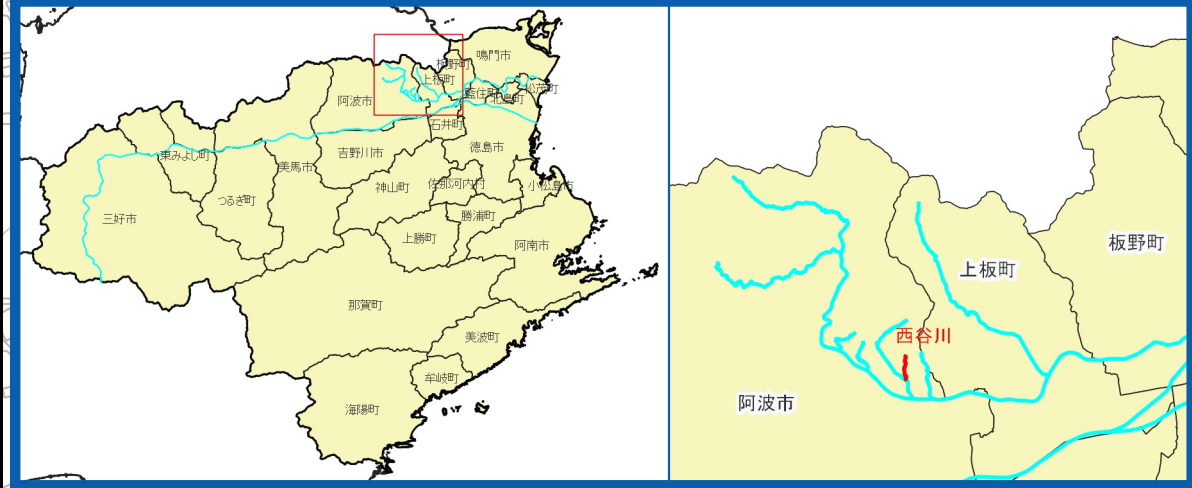 鳴門市
板野町
上板町
松茂町
藍住町
北島町
阿波市
石井町
徳島市
東みよし町
吉野川市
美馬市
神山町
佐那河内村
小松島市
つるぎ町
三好市
勝浦町
上勝町
阿南市
那賀町
美波町
牟岐町
海陽町
板野町
上板町
西谷川
阿波市